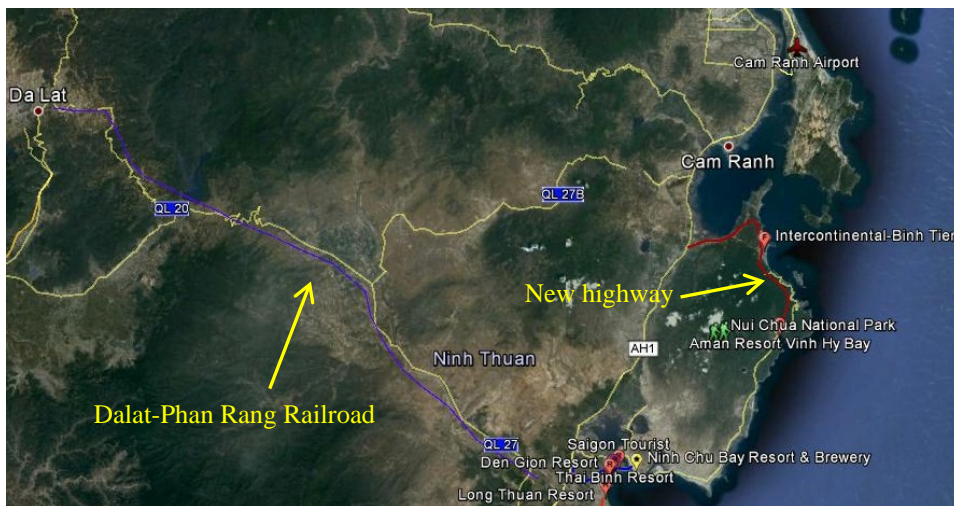 Cam Ranh Airport
Da Lat
Cam Ranh
QL 27B
QL 20
Intercontinental-Binh Tien
New highway
Nui Chua National Park
AH1
Aman Resort Vinh Hy Bay
Ninh Thuan
Dalat-Phan Rang Railroad
QL 27
Saigon Tourist
Ninh Chu Bay Resort & Brewery
Den Gion Resort
Thai Binh Resort
Long Thuan Resort